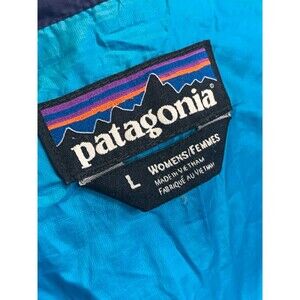 patagonia
L
WOMENS/FEMMES
MADE IN VIETNAM
FABRIQUÉ AU VIETNAM